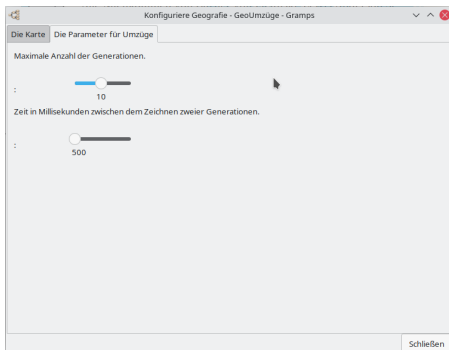 Konfiguriere Geografie - GeoUmzüge - Gramps
Die Karte Die Parameter für Umzüge
Maximale Anzahl der Generationen.
:
10
Zeit in Millisekunden zwischen dem Zeichnen zweier Generationen.
:
500
Schließen